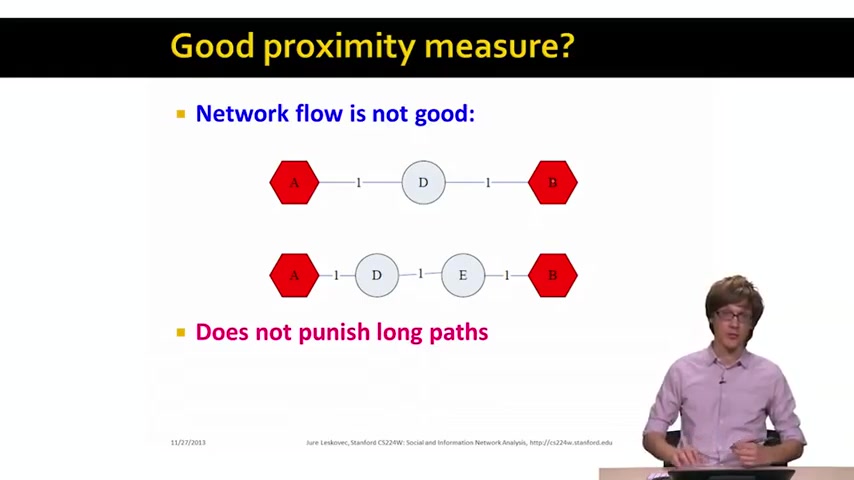 Good proximity measure?
Network flow is not good:
A 1 D 1 B
A 1 D 1 E 1 B
Does not punish long paths
11/27/2013 Jure Leskovec, Stanford CS224W: Social and Information Network Analysis, http://cs224w.stanford.edu